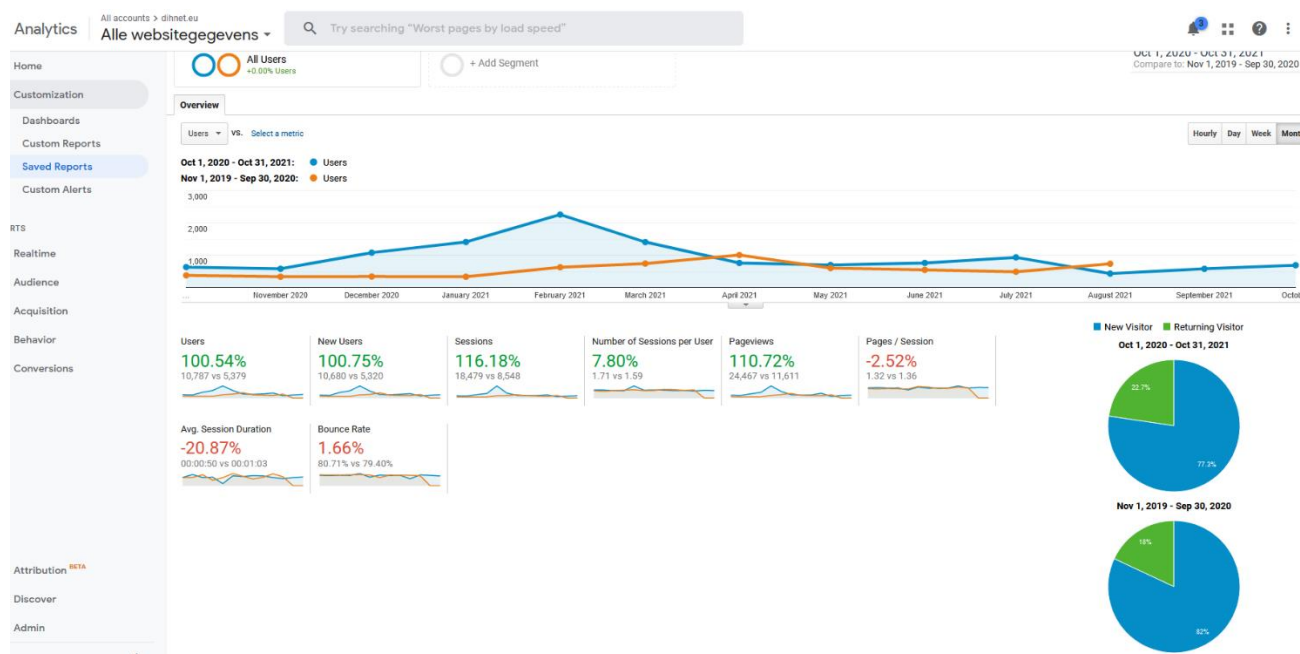 Analytics
All accounts > dihnet.eu
Alle websitegegevens
Try searching “Worst pages by load speed”
3
Home
Customization
Dashboards
Custom Reports
Saved Reports
Custom Alerts
RTS
Realtime
Audience
Acquisition
Behavior
Conversions
Attribution BETA
Discover
Admin
All Users
+0.00% Users
+ Add Segment
Oct 1, 2020 - Oct 31, 2021
Compare to: Nov 1, 2019 - Sep 30, 2020
Overview
Users VS. Select a metric
Hourly Day Week Mont
Oct 1, 2020 - Oct 31, 2021: Users
Nov 1, 2019 - Sep 30, 2020: Users
3,000
2,000
1,000
... November 2020 December 2020 January 2021 February 2021 March 2021 April 2021 May 2021 June 2021 July 2021 August 2021 September 2021 Octob
Users
100.54%
10,787 vs 5,379
New Users
100.75%
10,680 vs 5,320
Sessions
116.18%
18,479 vs 8,548
Number of Sessions per User
7.80%
1.71 vs 1.59
Pageviews
110.72%
24,467 vs 11,611
Pages / Session
-2.52%
1.32 vs 1.36
Avg. Session Duration
-20.87%
00:00:50 vs 00:01:03
Bounce Rate
1.66%
80.71% vs 79.40%
New Visitor Returning Visitor
Oct 1, 2020 - Oct 31, 2021
22.7%
77.3%
Nov 1, 2019 - Sep 30, 2020
18%
82%